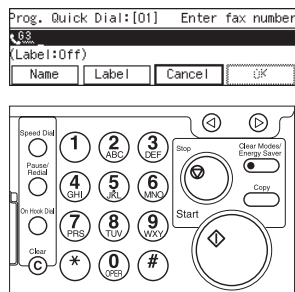 Prog. Quick Dial:[01] Enter fax number
G3
(Label:Off)
Name Label Cancel OK
Speed Dial
Pause/
Redial
On Hook Dial
Clear
C
1
2 ABC
3 DEF
4 GHI
5 JKL
6 MNO
7 PRS
8 TUV
9 WXY
*
0 OPER
#
Stop
Clear Modes/
Energy Saver
Copy
Start